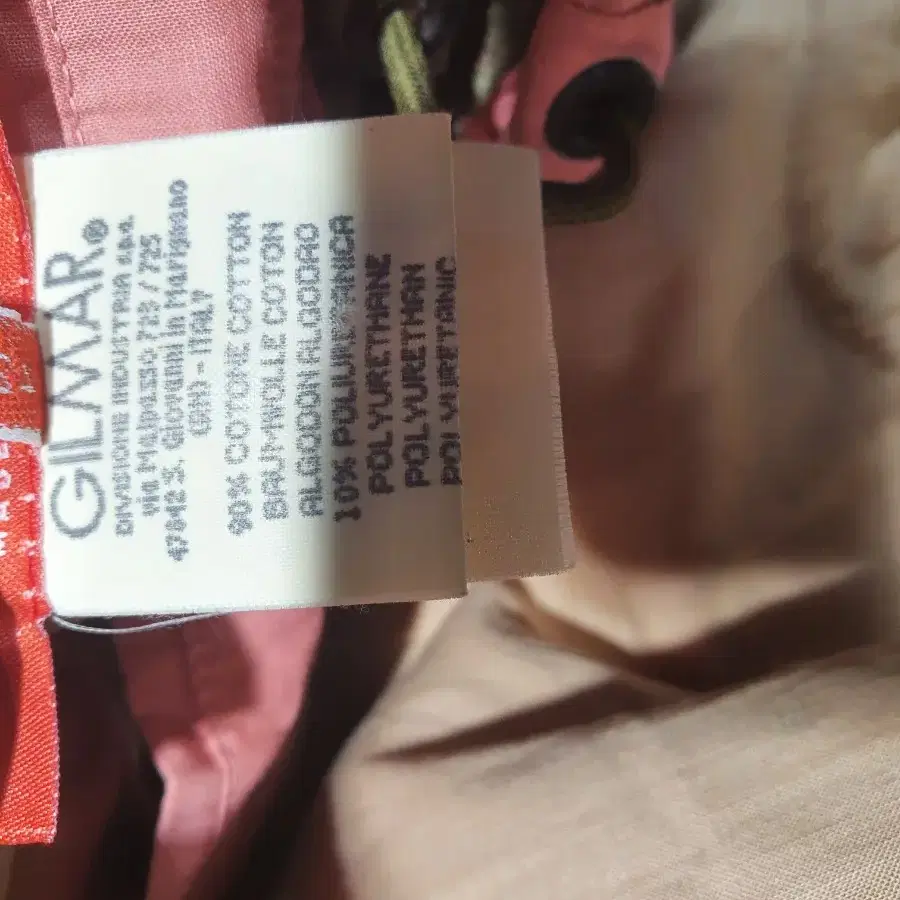 GILMAR®
DIVISIONE INDUSTRIA s.p.a.
via Malpasso 723 / 725
47842 S. Giovanni in Marignano
(RN) - ITALY
90% COTONE COTTON
BAUMWOLLE COTON
ALGODON ALGODAO
10% POLIURETANICA
POLYURETHANE
POLYURETHAN
POLYURETANIC